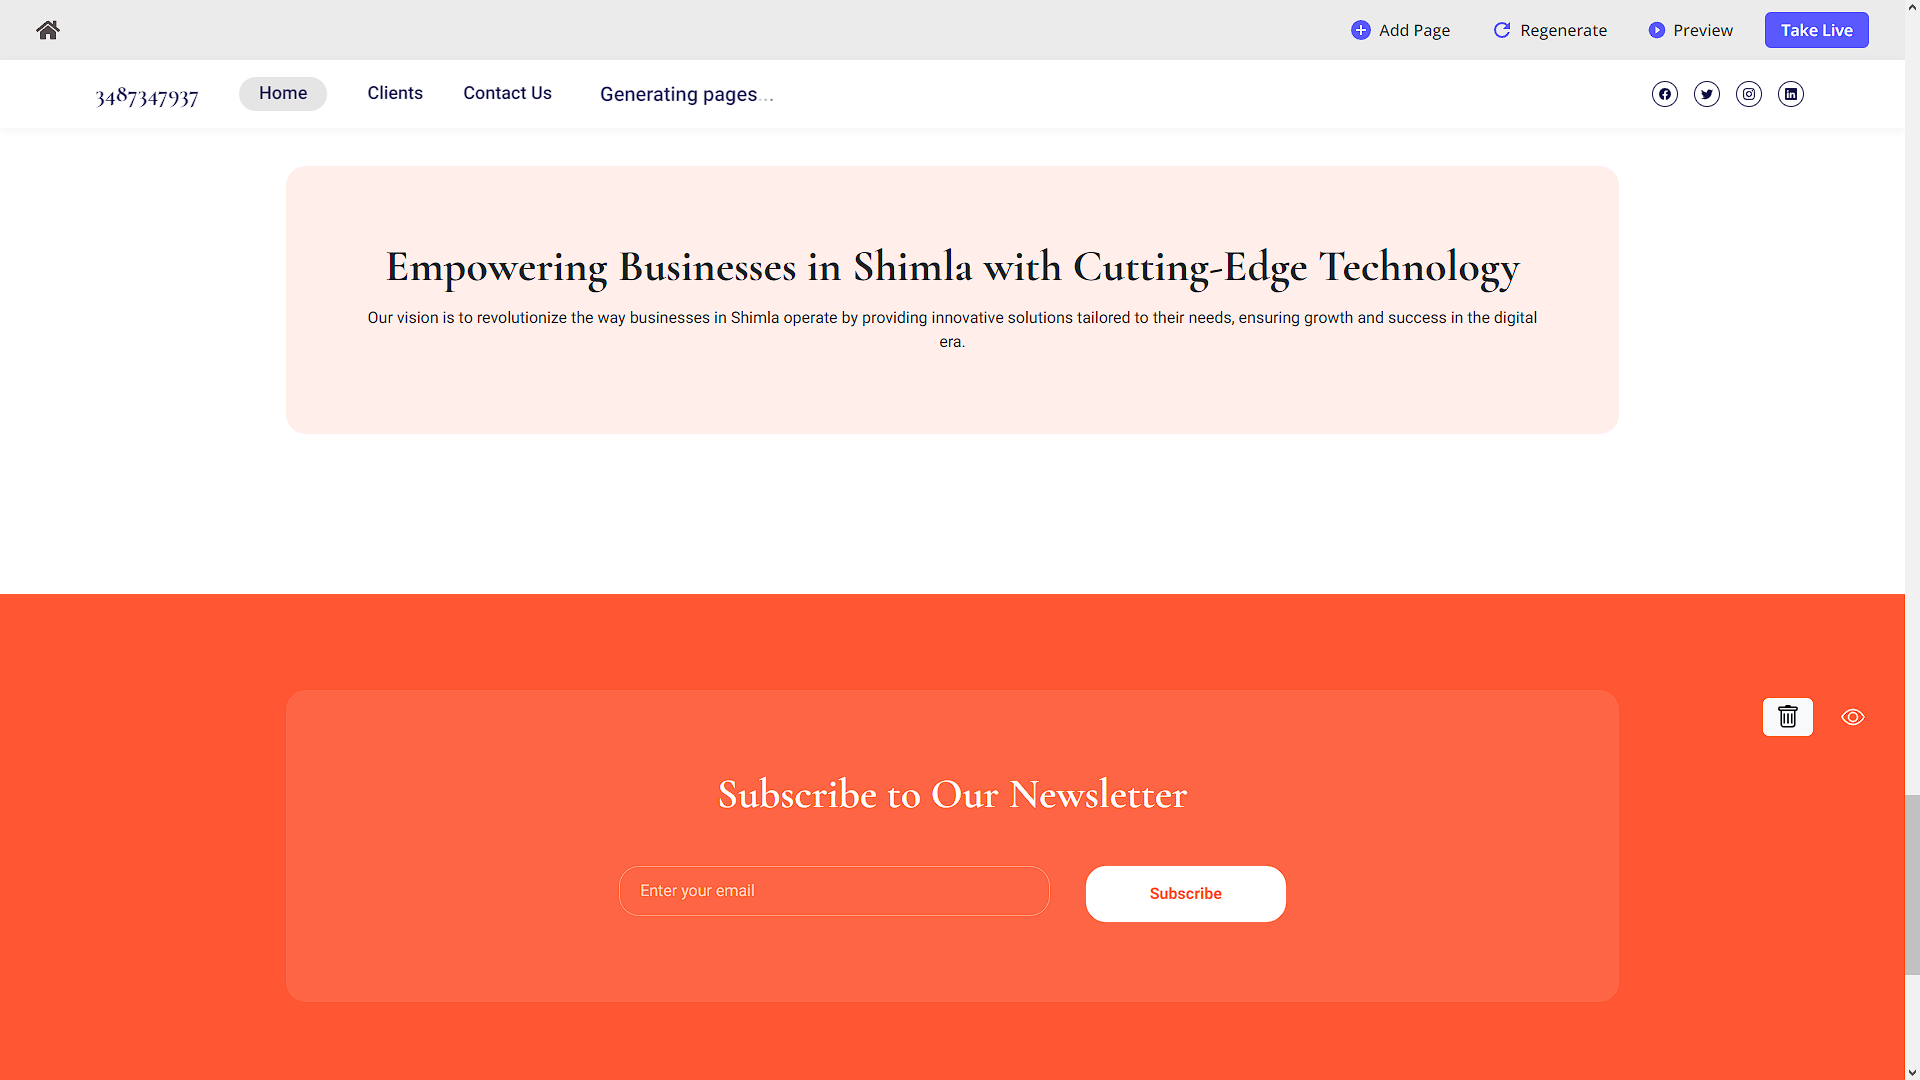 Add Page
Regenerate
Preview
Take Live
3487347937
Home
Clients
Contact Us
Generating pages...
Empowering Businesses in Shimla with Cutting-Edge Technology
Our vision is to revolutionize the way businesses in Shimla operate by providing innovative solutions tailored to their needs, ensuring growth and success in the digital
era.
Subscribe to Our Newsletter
Enter your email
Subscribe